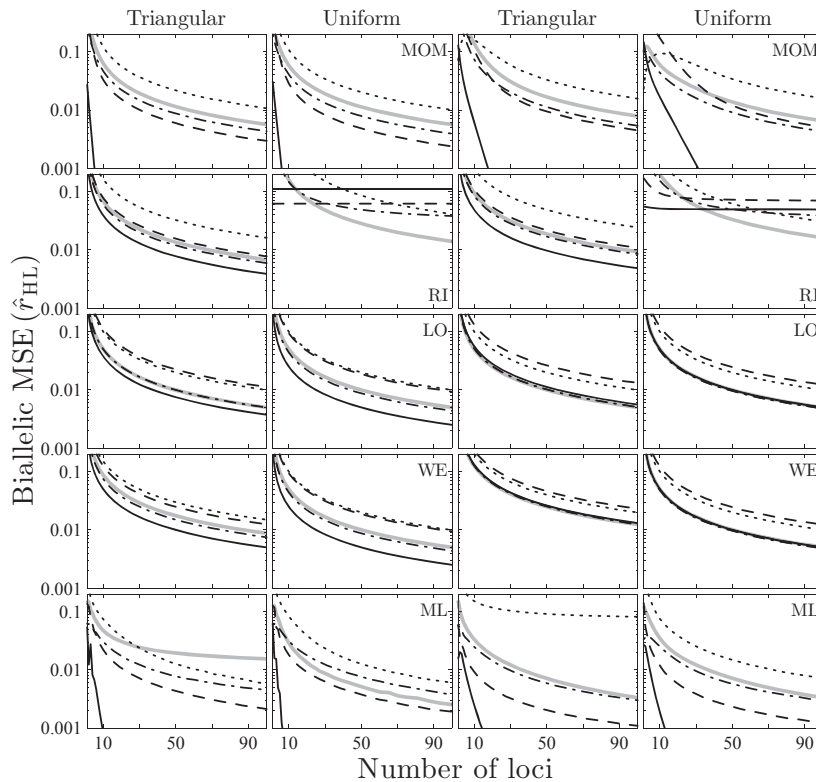 Triangular Uniform Triangular Uniform
0.1 MOM MOM
0.01
0.001
0.1
0.01
0.001 RI RI
0.1 LO LO
0.01
0.001
0.1 WE WE
0.01
0.001
0.1 ML ML
0.01
0.001
10 50 90 10 50 90 10 50 90 10 50 90
Biallelic MSE (r̂HL)
Number of loci